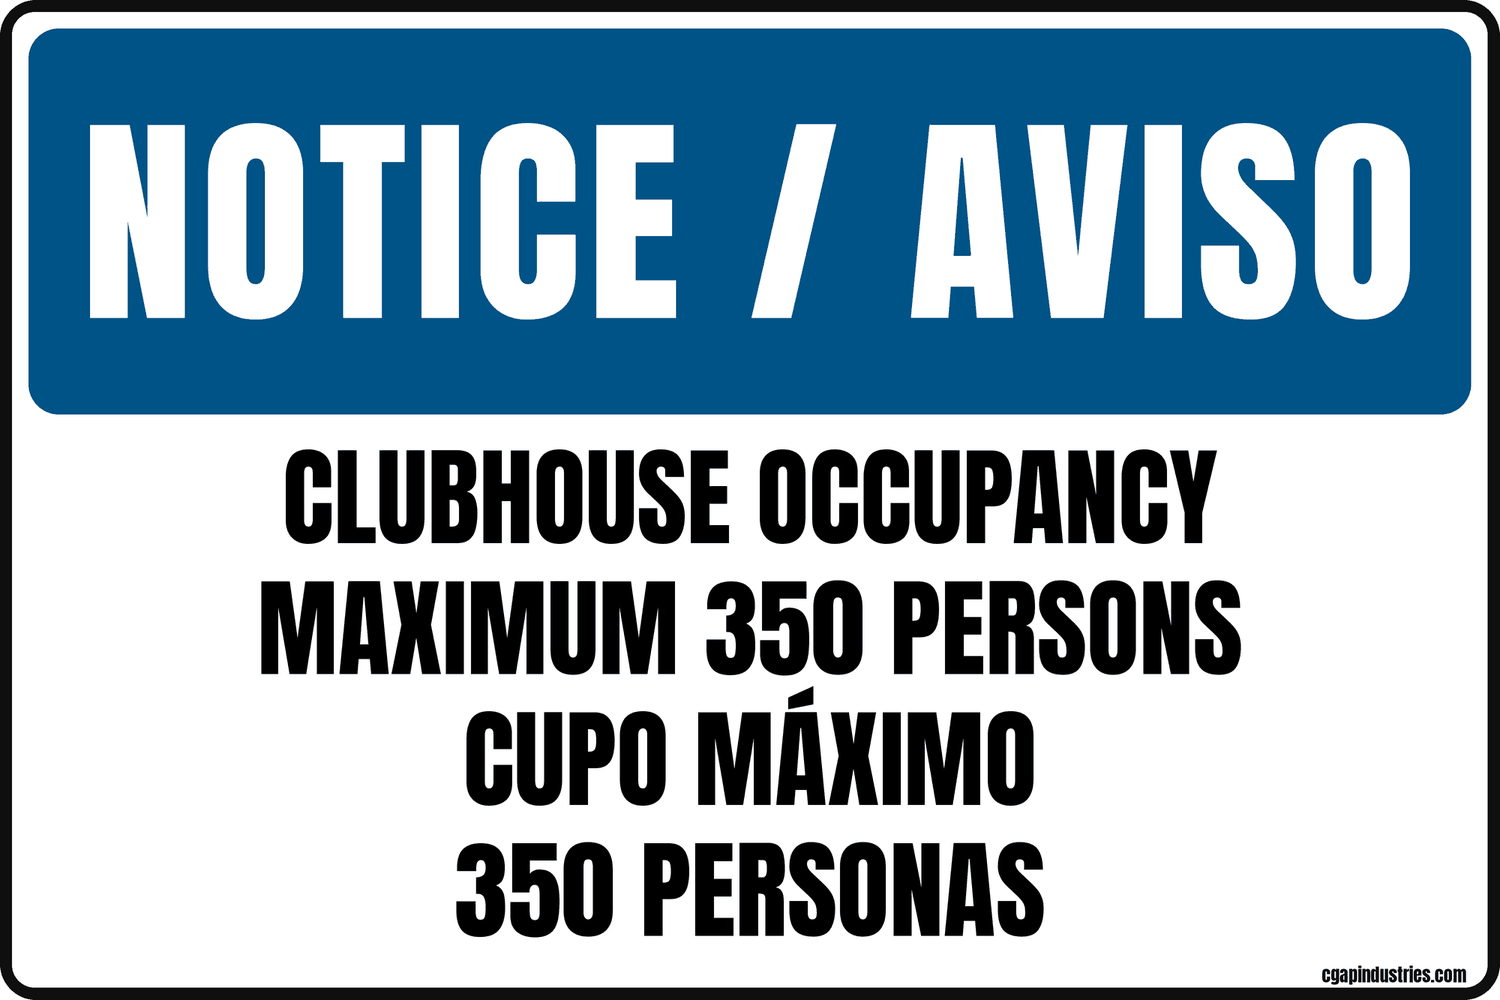 NOTICE / AVISO
CLUBHOUSE OCCUPANCY
MAXIMUM 350 PERSONS
CUPO MÁXIMO
350 PERSONAS
cgapindustries.com